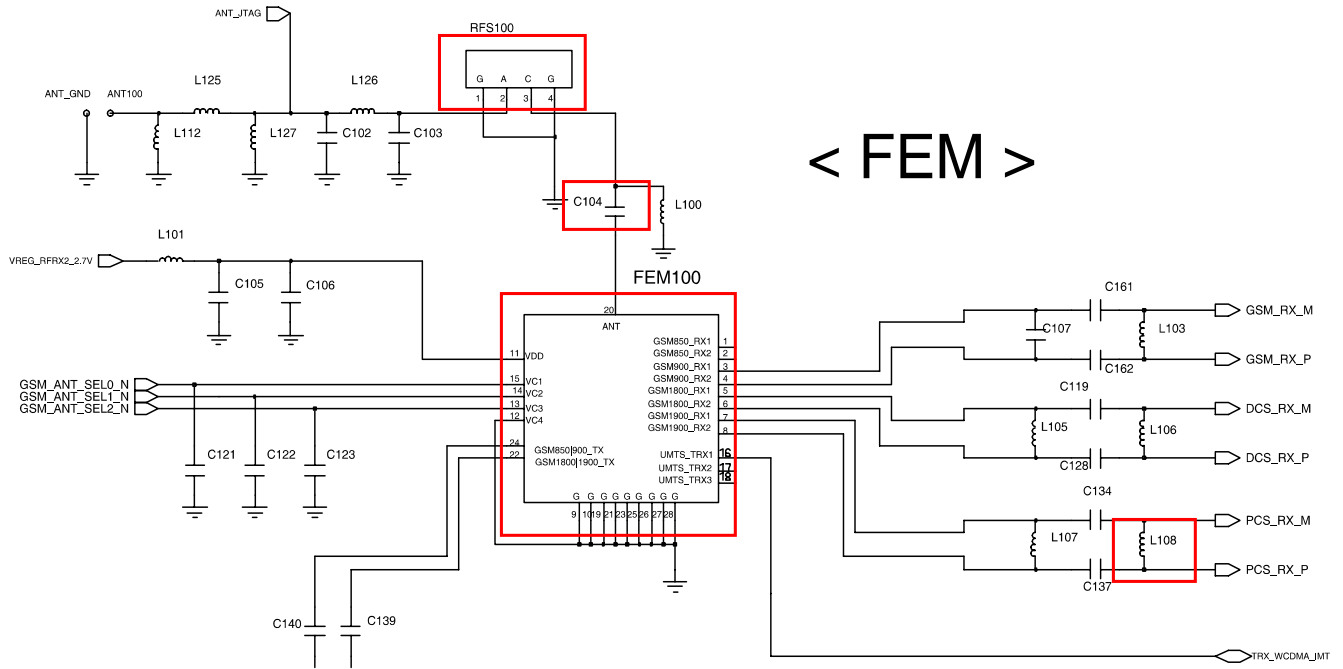 ANT_JTAG
RFS100
G A C G
1 2 3 4
L125
L126
ANT_GND
ANT100
L112
L127
C102
C103
< FEM >
C104
L100
L101
VREG_RFRX2_2.7V
C105
C106
FEM100
20
ANT
11 VDD
15 VC1
14 VC2
13 VC3
12 VC4
24 GSM850|900_TX
22 GSM1800|1900_TX
GSM850_RX1 1
GSM850_RX2 2
GSM900_RX1 3
GSM900_RX2 4
GSM1800_RX1 5
GSM1800_RX2 6
GSM1900_RX1 7
GSM1900_RX2 8
UMTS_TRX1 16
UMTS_TRX2 17
UMTS_TRX3 18
G G G G G G G G G
9 10 19 21 23 25 26 27 28
GSM_ANT_SEL0_N
GSM_ANT_SEL1_N
GSM_ANT_SEL2_N
C121
C122
C123
C140
C139
C161
C107
L103
C162
GSM_RX_M
GSM_RX_P
C119
L105
L106
C128
DCS_RX_M
DCS_RX_P
C134
L107
L108
C137
PCS_RX_M
PCS_RX_P
TRX_WCDMA_IMT